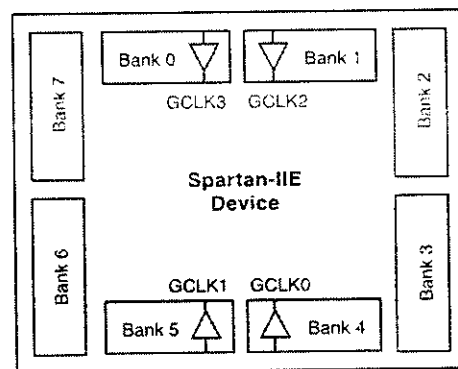 Bank 0
Bank 1
Bank 7
Bank 2
GCLK3
GCLK2
Spartan-IIE
Device
Bank 6
Bank 3
GCLK1
GCLK0
Bank 5
Bank 4